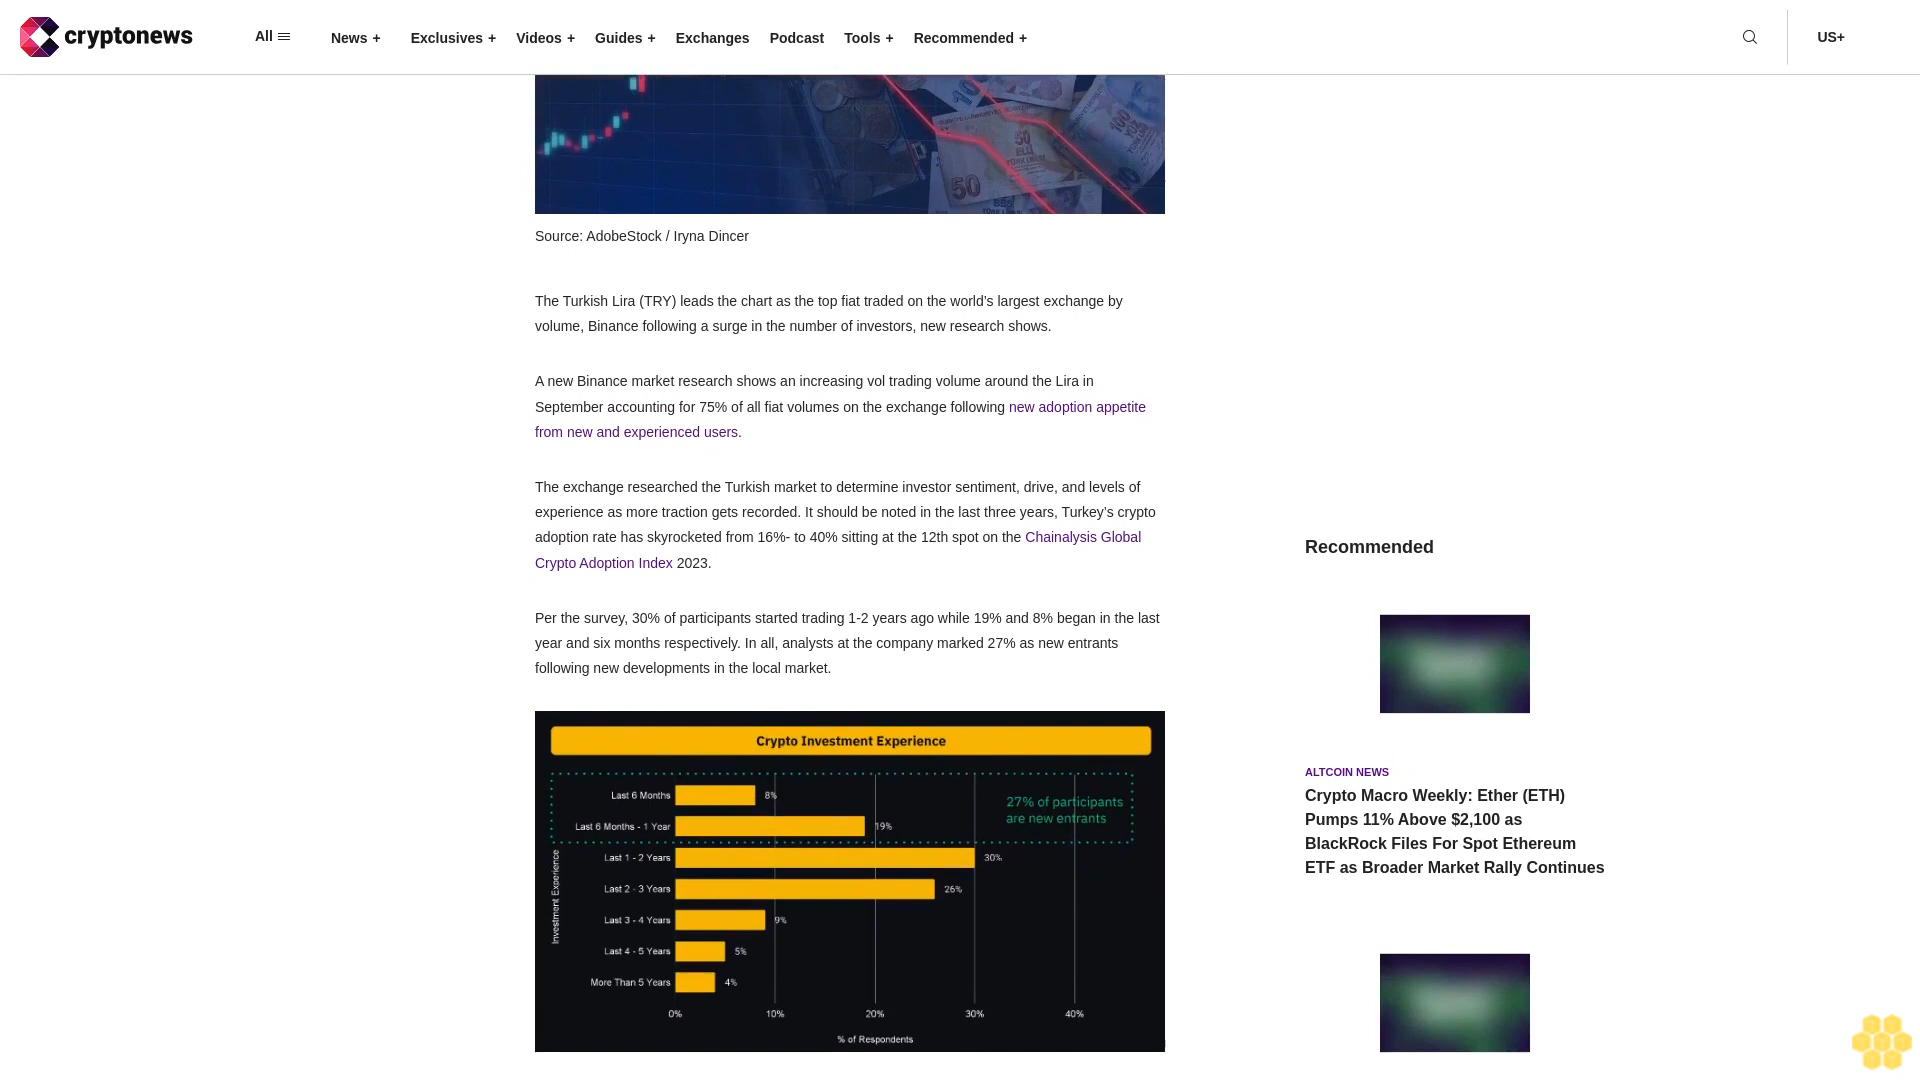 cryptonews
All
News +
Exclusives +
Videos +
Guides +
Exchanges
Podcast
Tools +
Recommended +
US+
50
ELLİ
TÜRK LİRASI
50
10
100
YÜZ
Source: AdobeStock / Iryna Dincer
The Turkish Lira (TRY) leads the chart as the top fiat traded on the world’s largest exchange by
volume, Binance following a surge in the number of investors, new research shows.
A new Binance market research shows an increasing vol trading volume around the Lira in
September accounting for 75% of all fiat volumes on the exchange following new adoption appetite
from new and experienced users.
The exchange researched the Turkish market to determine investor sentiment, drive, and levels of
experience as more traction gets recorded. It should be noted in the last three years, Turkey’s crypto
adoption rate has skyrocketed from 16%- to 40% sitting at the 12th spot on the Chainalysis Global
Crypto Adoption Index 2023.
Per the survey, 30% of participants started trading 1-2 years ago while 19% and 8% began in the last
year and six months respectively. In all, analysts at the company marked 27% as new entrants
following new developments in the local market.
Crypto Investment Experience
27% of participants
are new entrants
Investment Experience
Last 6 Months 8%
Last 6 Months - 1 Year 19%
Last 1 - 2 Years 30%
Last 2 - 3 Years 26%
Last 3 - 4 Years 9%
Last 4 - 5 Years 5%
More Than 5 Years 4%
0% 10% 20% 30% 40%
% of Respondents
Recommended
ALTCOIN NEWS
Crypto Macro Weekly: Ether (ETH)
Pumps 11% Above $2,100 as
BlackRock Files For Spot Ethereum
ETF as Broader Market Rally Continues